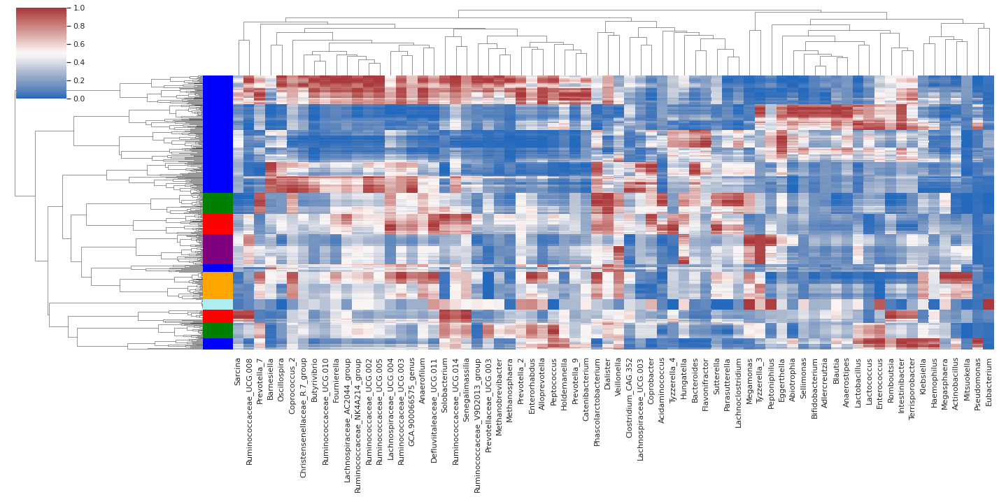 1.0
0.8
0.6
0.4
0.2
0.0
Sarcina
Ruminococcaceae_UCG.008
Prevotella_7
Barnesiella
Oscillospira
Coprococcus_2
Christensenellaceae_R.7_group
Butyrivibrio
Ruminococcaceae_UCG.010
Fournierella
Lachnospiraceae_AC2044_group
Ruminococcaceae_NK4A214_group
Ruminococcaceae_UCG.002
Ruminococcaceae_UCG.005
Lachnospiraceae_UCG.004
Ruminococcaceae_UCG.003
GCA.900066575_genus
Anaerofilum
Defluviitaleaceae_UCG.011
Solobacterium
Ruminococcaceae_UCG.014
Senegalimassilia
Ruminococcaceae_V9D2013_group
Prevotellaceae_UCG.003
Methanobrevibacter
Methanosphaera
Prevotella_2
Enterorhabdus
Alloprevotella
Peptococcus
Holdemanella
Prevotella_9
Catenibacterium
Phascolarctobacterium
Dialister
Veillonella
Clostridium_CAG.352
Lachnospiraceae_UCG.003
Coprobacter
Acidaminococcus
Tyzzerella_4
Hungatella
Bacteroides
Flavonifractor
Sutterella
Parasutterella
Lachnoclostridium
Megamonas
Tyzzerella_3
Peptoniphilus
Eggerthella
Abiotrophia
Sellimonas
Bifidobacterium
Adlercreutzia
Blautia
Anaerostipes
Lactobacillus
Lactococcus
Enterococcus
Romboutsia
Intestinibacter
Terrisporobacter
Klebsiella
Haemophilus
Megasphaera
Actinobacillus
Mitsuokella
Pseudomonas
Eubacterium